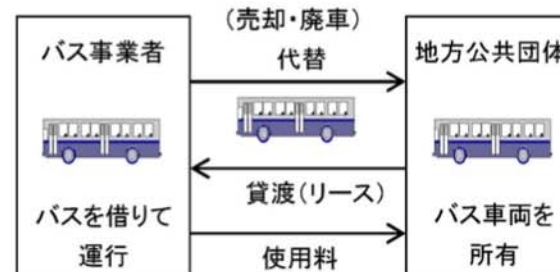 バス事業者
バスを借りて
運行
(売却・廃車)
代替
貸渡(リース)
使用料
地方公共団体
バス車両を
所有